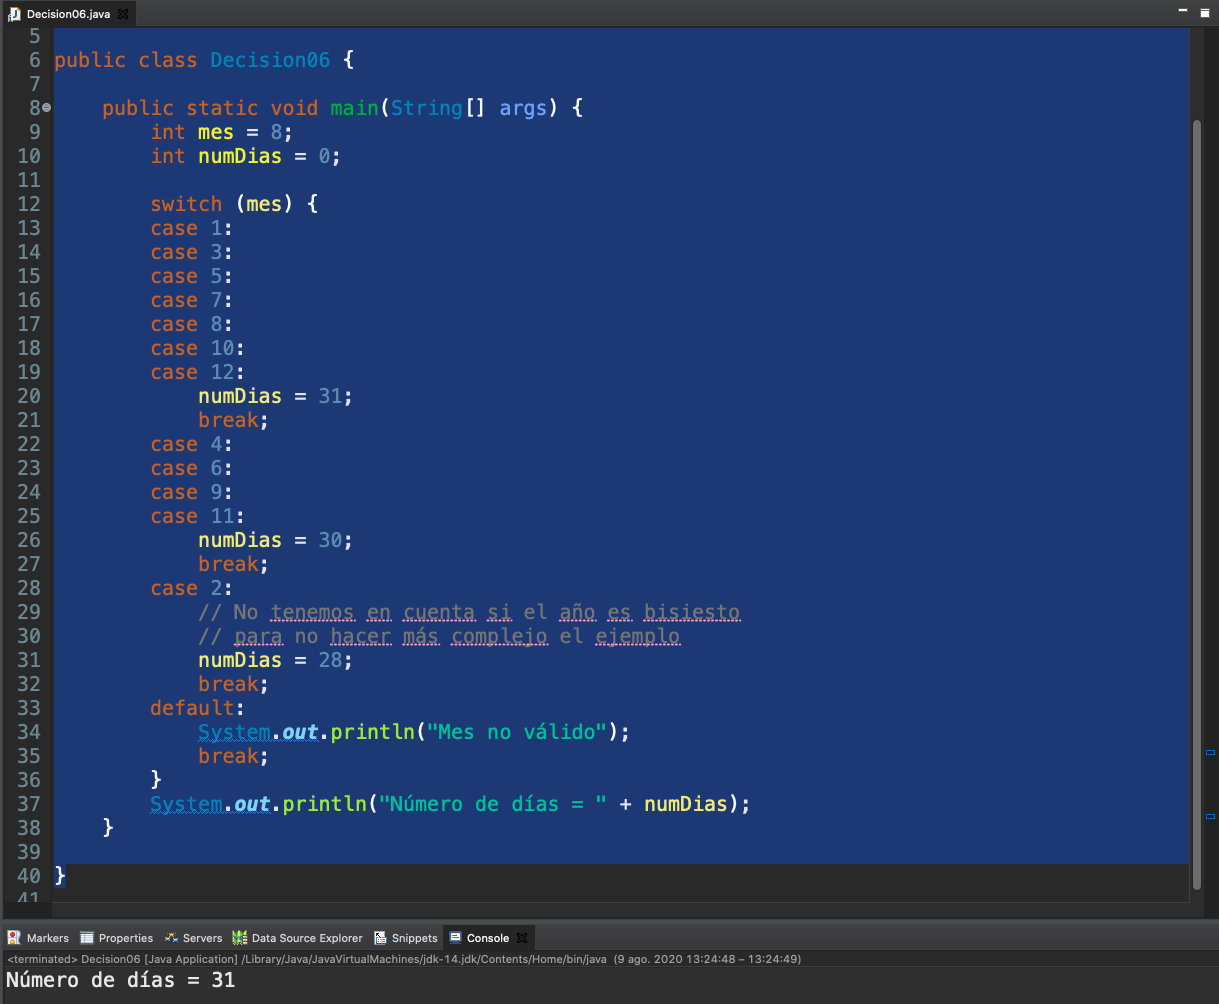 Decision06.java
5
6 public class Decision06 {
7
8 public static void main(String[] args) {
9 int mes = 8;
10 int numDias = 0;
11
12 switch (mes) {
13 case 1:
14 case 3:
15 case 5:
16 case 7:
17 case 8:
18 case 10:
19 case 12:
20 numDias = 31;
21 break;
22 case 4:
23 case 6:
24 case 9:
25 case 11:
26 numDias = 30;
27 break;
28 case 2:
29 // No tenemos en cuenta si el año es bisiesto
30 // para no hacer más complejo el ejemplo
31 numDias = 28;
32 break;
33 default:
34 System.out.println("Mes no válido");
35 break;
36 }
37 System.out.println("Número de días = " + numDias);
38 }
39
40 }
41
Markers Properties Servers Data Source Explorer Snippets Console
<terminated> Decision06 [Java Application] /Library/Java/JavaVirtualMachines/jdk-14.jdk/Contents/Home/bin/java (9 ago. 2020 13:24:48 – 13:24:49)
Número de días = 31